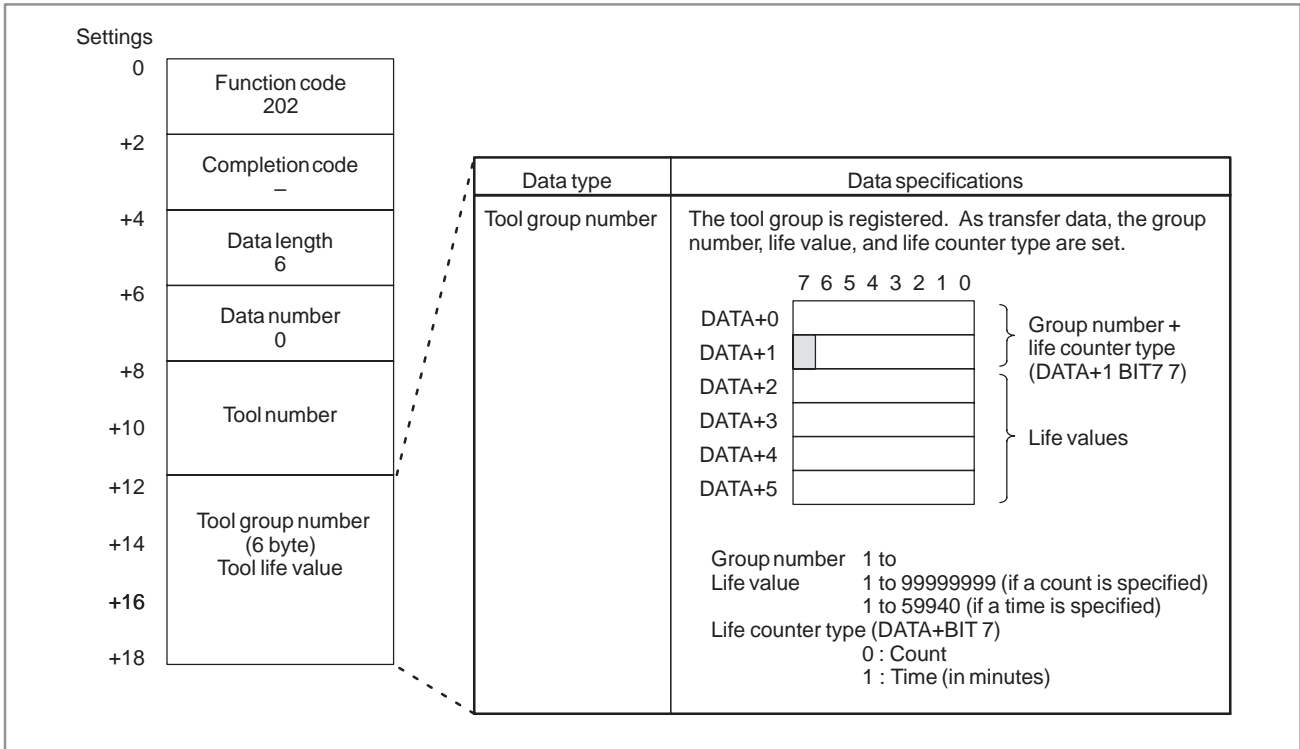 Settings
0
Function code
202
+2
Completion code
–
+4
Data length
6
+6
Data number
0
+8
Tool number
+10
+12
Tool group number
(6 byte)
Tool life value
+14
+16
+18
Data type
Data specifications
Tool group number
The tool group is registered. As transfer data, the group
number, life value, and life counter type are set.
7 6 5 4 3 2 1 0
DATA+0
DATA+1
DATA+2
DATA+3
DATA+4
DATA+5
Group number +
life counter type
(DATA+1 BIT7 7)
Life values
Group number 1 to
Life value 1 to 99999999 (if a count is specified)
1 to 59940 (if a time is specified)
Life counter type (DATA+BIT 7)
0 : Count
1 : Time (in minutes)